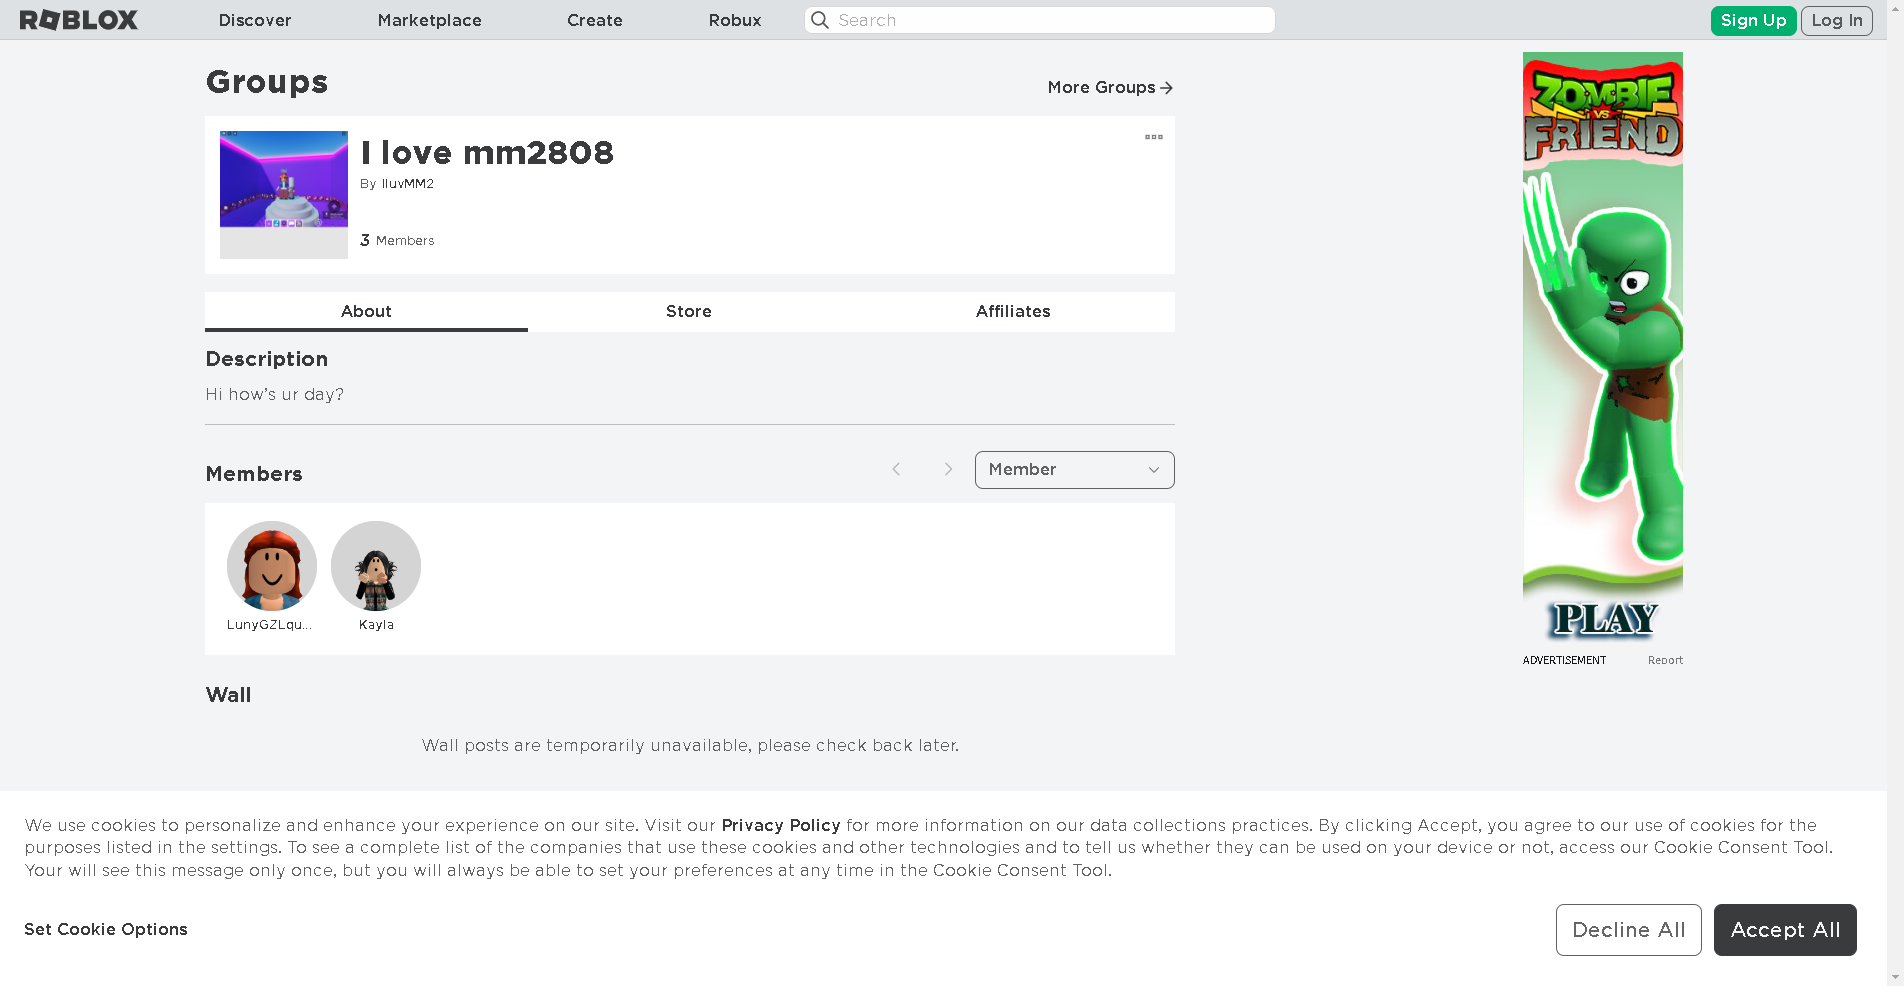 ROBLOX Discover Marketplace Create Robux Search Sign Up Log In
Groups
More Groups
I love mm2808
By IluvMM2
3 Members
About Store Affiliates
Description
Hi how's ur day?
Members
Member
LunyGZLqu... Kayla
Wall
Wall posts are temporarily unavailable, please check back later.
ZOMBIE
VS
FRIEND
PLAY
ADVERTISEMENT Report
We use cookies to personalize and enhance your experience on our site. Visit our Privacy Policy for more information on our data collections practices. By clicking Accept, you agree to our use of cookies for the
purposes listed in the settings. To see a complete list of the companies that use these cookies and other technologies and to tell us whether they can be used on your device or not, access our Cookie Consent Tool.
Your will see this message only once, but you will always be able to set your preferences at any time in the Cookie Consent Tool.
Set Cookie Options
Decline All Accept All